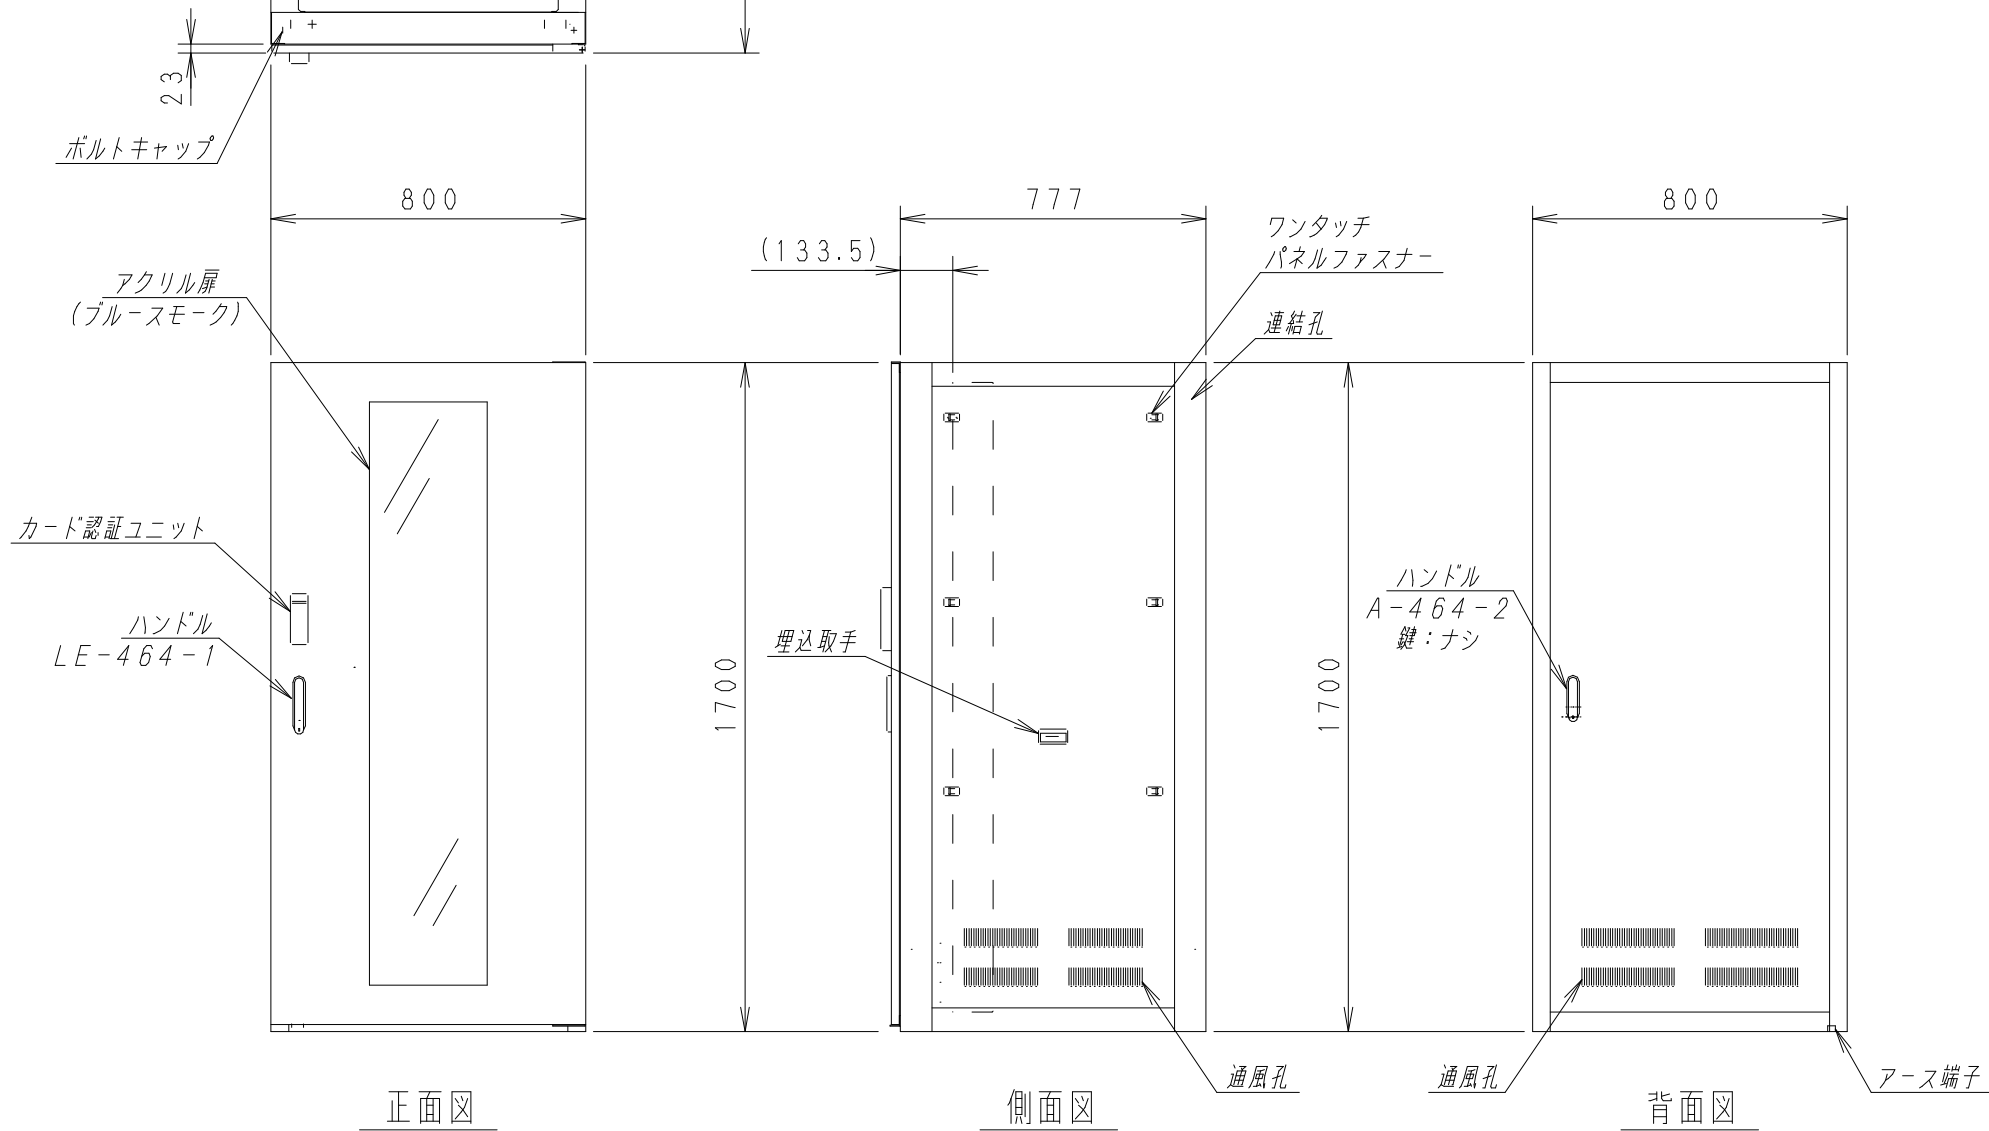 23
ボルトキャップ
800
777
800
(133.5)
ワンタッチ
パネルファスナー
アクリル扉
(ブルースモーク)
連結孔
カード認証ユニット
ハンドル
LE-464-1
1700
埋込取手
1700
ハンドル
A-464-2
鍵：ナシ
通風孔
通風孔
アース端子
正面図
側面図
背面図